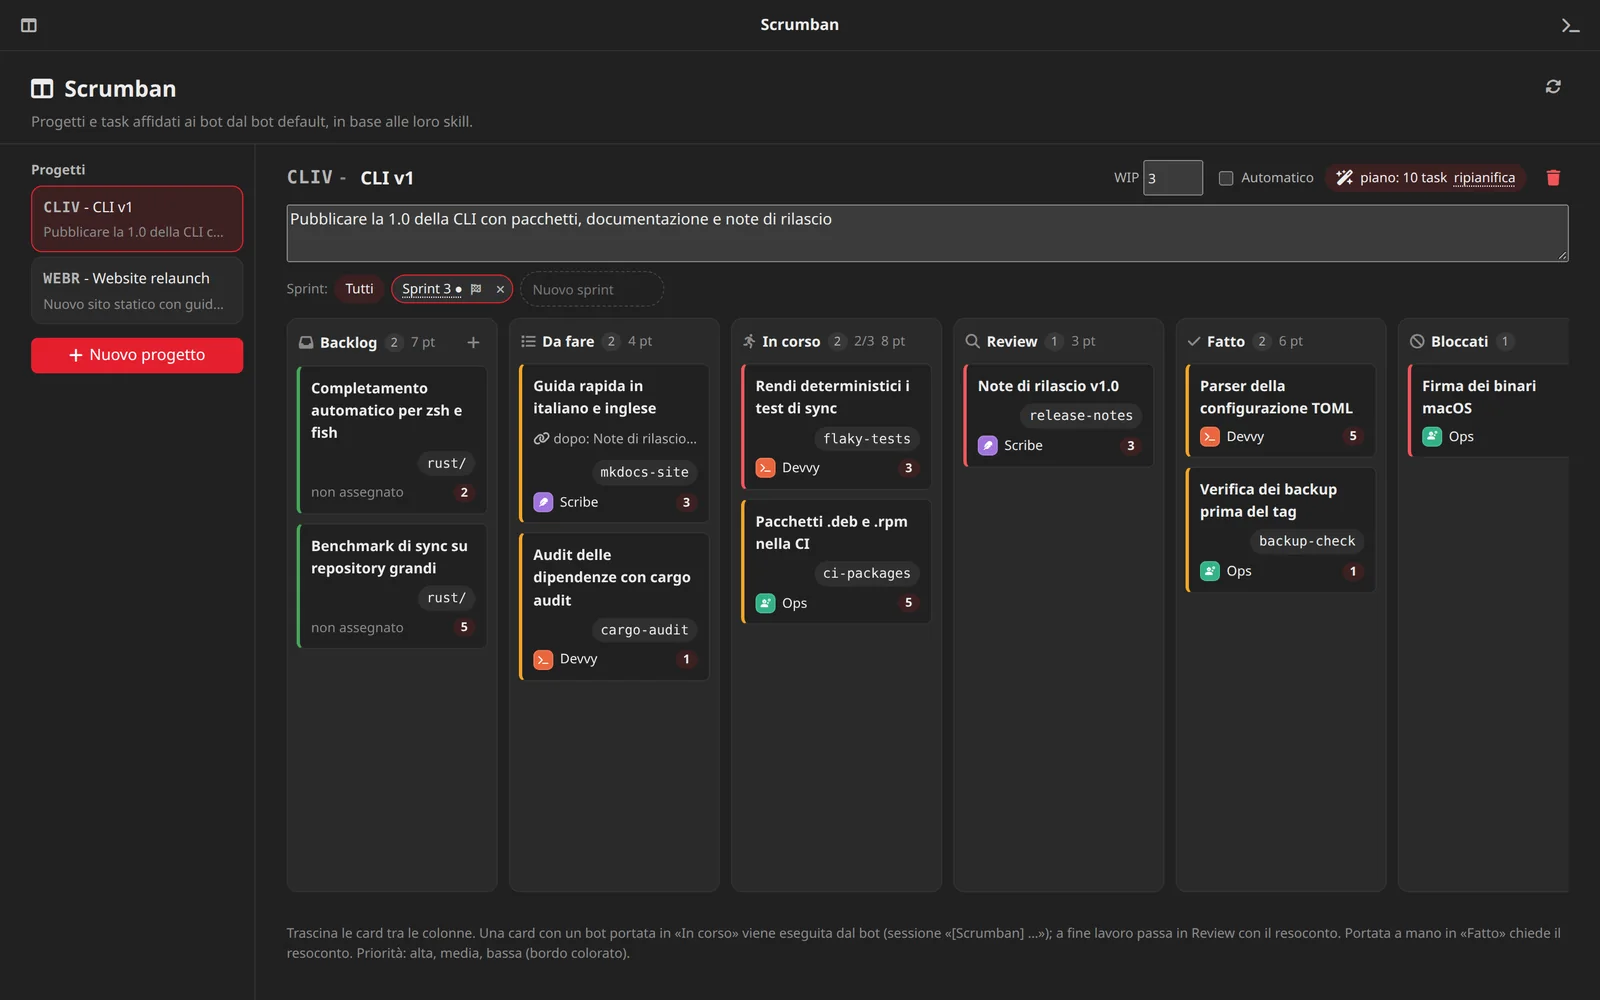 Scrumban
Scrumban
Progetti e task affidati ai bot dal bot default, in base alle loro skill.
Progetti
CLIV - CLI v1
Pubblicare la 1.0 della CLI c...
WEBR - Website relaunch
Nuovo sito statico con guid...
+ Nuovo progetto
CLIV - CLI v1
WIP 3
Automatico
piano: 10 task ripianifica
Pubblicare la 1.0 della CLI con pacchetti, documentazione e note di rilascio
Sprint: Tutti Sprint 3 ● × Nuovo sprint
Backlog 2 7 pt +
Completamento
automatico per zsh e
fish
rust/
non assegnato 2
Benchmark di sync su
repository grandi
rust/
non assegnato 5
Da fare 2 4 pt
Guida rapida in
italiano e inglese
dopo: Note di rilascio...
mkdocs-site
Scribe 3
Audit delle
dipendenze con cargo
audit
cargo-audit
Devvy 1
In corso 2 2/3 8 pt
Rendi deterministici i
test di sync
flaky-tests
Devvy 3
Pacchetti .deb e .rpm
nella CI
ci-packages
Ops 5
Review 1 3 pt
Note di rilascio v1.0
release-notes
Scribe 3
Fatto 2 6 pt
Parser della
configurazione TOML
Devvy 5
Verifica dei backup
prima del tag
backup-check
Ops 1
Bloccati 1
Firma dei binari
macOS
Ops
Trascina le card tra le colonne. Una card con un bot portata in «In corso» viene eseguita dal bot (sessione «[Scrumban] …»); a fine lavoro passa in Review con il resoconto. Portata a mano in «Fatto» chiede il
resoconto. Priorità: alta, media, bassa (bordo colorato).